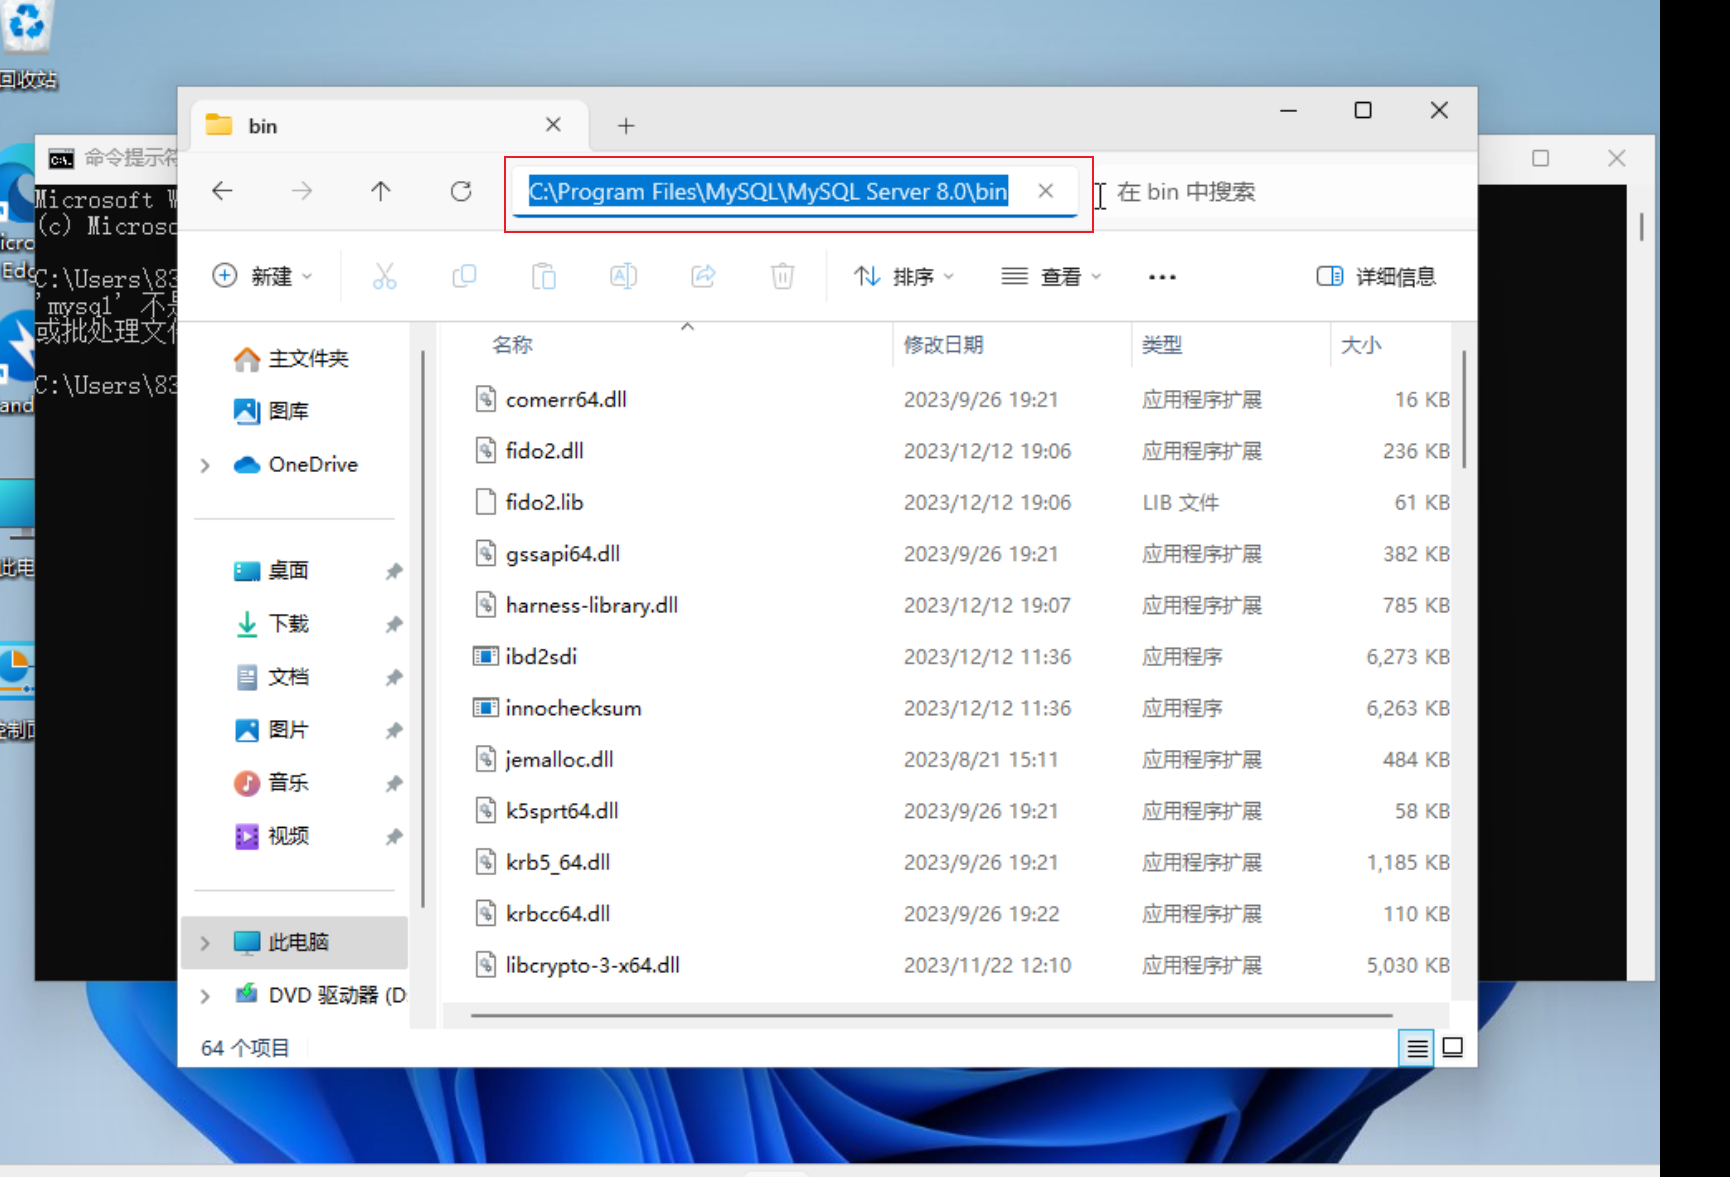 回收站
bin
命令提示符
C:\Program Files\MySQL\MySQL Server 8.0\bin
在 bin 中搜索
Microsoft W
(c) Microsc
icro
Edg
C:\Users\83
'mysql' 不是
或批处理文件
C:\Users\83
and
此电
控制面
新建
排序
查看
详细信息
主文件夹
图库
OneDrive
桌面
下载
文档
图片
音乐
视频
此电脑
DVD 驱动器 (D:
名称 修改日期 类型 大小
comerr64.dll 2023/9/26 19:21 应用程序扩展 16 KB
fido2.dll 2023/12/12 19:06 应用程序扩展 236 KB
fido2.lib 2023/12/12 19:06 LIB 文件 61 KB
gssapi64.dll 2023/9/26 19:21 应用程序扩展 382 KB
harness-library.dll 2023/12/12 19:07 应用程序扩展 785 KB
ibd2sdi 2023/12/12 11:36 应用程序 6,273 KB
innochecksum 2023/12/12 11:36 应用程序 6,263 KB
jemalloc.dll 2023/8/21 15:11 应用程序扩展 484 KB
k5sprt64.dll 2023/9/26 19:21 应用程序扩展 58 KB
krb5_64.dll 2023/9/26 19:21 应用程序扩展 1,185 KB
krbcc64.dll 2023/9/26 19:22 应用程序扩展 110 KB
libcrypto-3-x64.dll 2023/11/22 12:10 应用程序扩展 5,030 KB
64 个项目